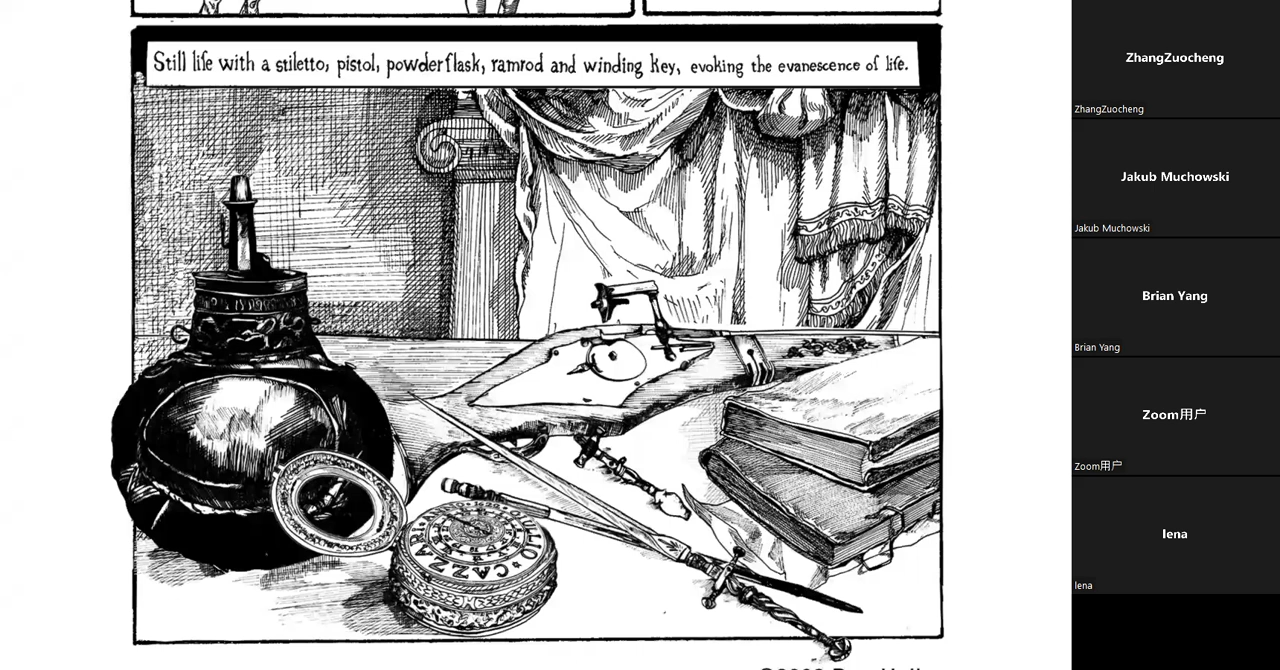 Still life with a stiletto, pistol, powderflask, ramrod and winding key, evoking the evanescence of life.
TULLIO CAZZARI
ZhangZuocheng
ZhangZuocheng
Jakub Muchowski
Jakub Muchowski
Brian Yang
Brian Yang
Zoom用户
Zoom用户
lena
lena